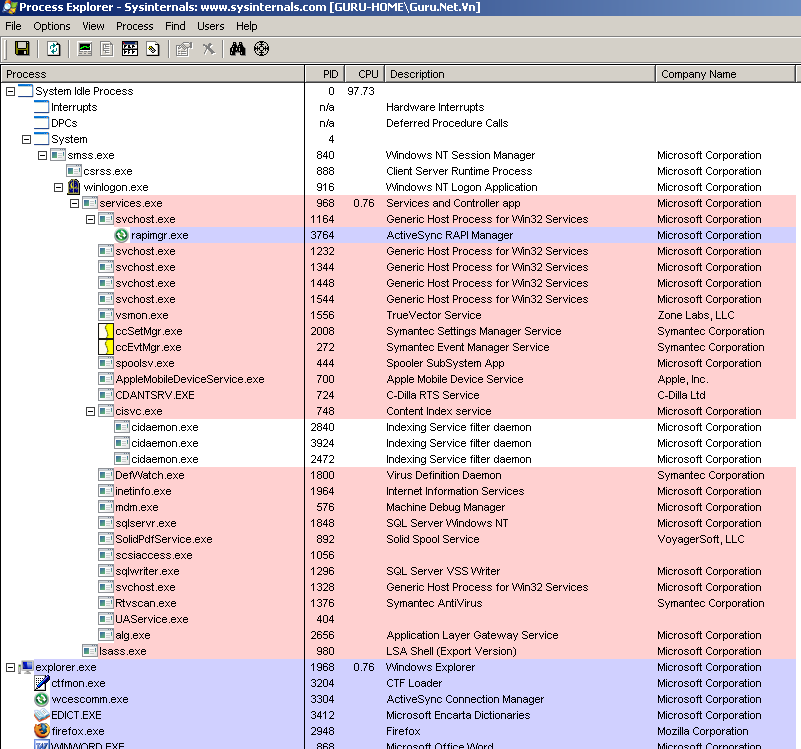 Process Explorer - Sysinternals: www.sysinternals.com [GURU-HOME\Guru.Net.Vn]
File Options View Process Find Users Help
Process PID CPU Description Company Name
System Idle Process 0 97.73
Interrupts n/a Hardware Interrupts
DPCs n/a Deferred Procedure Calls
System 4
smss.exe 840 Windows NT Session Manager Microsoft Corporation
csrss.exe 888 Client Server Runtime Process Microsoft Corporation
winlogon.exe 916 Windows NT Logon Application Microsoft Corporation
services.exe 968 0.76 Services and Controller app Microsoft Corporation
svchost.exe 1164 Generic Host Process for Win32 Services Microsoft Corporation
rapimgr.exe 3764 ActiveSync RAPI Manager Microsoft Corporation
svchost.exe 1232 Generic Host Process for Win32 Services Microsoft Corporation
svchost.exe 1344 Generic Host Process for Win32 Services Microsoft Corporation
svchost.exe 1448 Generic Host Process for Win32 Services Microsoft Corporation
svchost.exe 1544 Generic Host Process for Win32 Services Microsoft Corporation
vsmon.exe 1556 TrueVector Service Zone Labs, LLC
ccSetMgr.exe 2008 Symantec Settings Manager Service Symantec Corporation
ccEvtMgr.exe 272 Symantec Event Manager Service Symantec Corporation
spoolsv.exe 444 Spooler SubSystem App Microsoft Corporation
AppleMobileDeviceService.exe 700 Apple Mobile Device Service Apple, Inc.
CDANTSRV.EXE 724 C-Dilla RTS Service C-Dilla Ltd
cisvc.exe 748 Content Index service Microsoft Corporation
cidaemon.exe 2840 Indexing Service filter daemon Microsoft Corporation
cidaemon.exe 3924 Indexing Service filter daemon Microsoft Corporation
cidaemon.exe 2472 Indexing Service filter daemon Microsoft Corporation
DefWatch.exe 1800 Virus Definition Daemon Symantec Corporation
inetinfo.exe 1964 Internet Information Services Microsoft Corporation
mdm.exe 576 Machine Debug Manager Microsoft Corporation
sqlservr.exe 1848 SQL Server Windows NT Microsoft Corporation
SolidPdfService.exe 892 Solid Spool Service VoyagerSoft, LLC
scsiaccess.exe 1056
sqlwriter.exe 1296 SQL Server VSS Writer Microsoft Corporation
svchost.exe 1328 Generic Host Process for Win32 Services Microsoft Corporation
Rtvscan.exe 1376 Symantec AntiVirus Symantec Corporation
UAService.exe 404
alg.exe 2656 Application Layer Gateway Service Microsoft Corporation
lsass.exe 980 LSA Shell (Export Version) Microsoft Corporation
explorer.exe 1968 0.76 Windows Explorer Microsoft Corporation
ctfmon.exe 3204 CTF Loader Microsoft Corporation
wcescomm.exe 3304 ActiveSync Connection Manager Microsoft Corporation
EDICT.EXE 3412 Microsoft Encarta Dictionaries Microsoft Corporation
firefox.exe 2948 Firefox Mozilla Corporation
WINWORD.EXE 868 Microsoft Office Word Microsoft Corporation